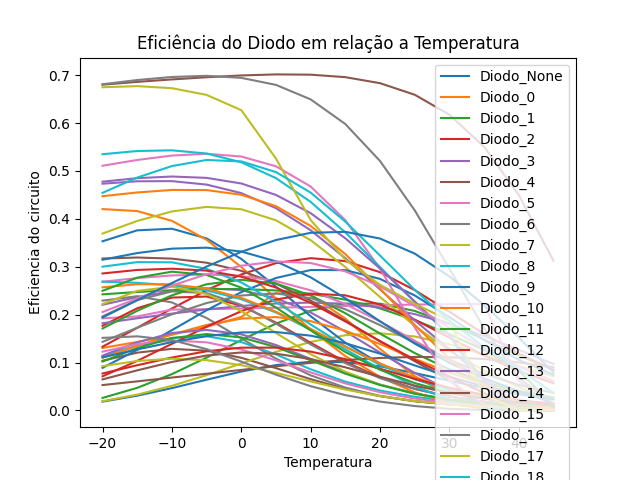 Eficiência do Diodo em relação a Temperatura
Eficiencia do circuito
0.7
0.6
0.5
0.4
0.3
0.2
0.1
0.0
−20
−10
0
10
20
30
40
Temperatura
Diodo_None
Diodo_0
Diodo_1
Diodo_2
Diodo_3
Diodo_4
Diodo_5
Diodo_6
Diodo_7
Diodo_8
Diodo_9
Diodo_10
Diodo_11
Diodo_12
Diodo_13
Diodo_14
Diodo_15
Diodo_16
Diodo_17
Diodo_18